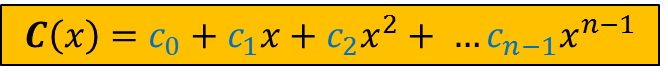 C(x) = c₀ + c₁x + c₂x² + …cₙ₋₁xⁿ⁻¹